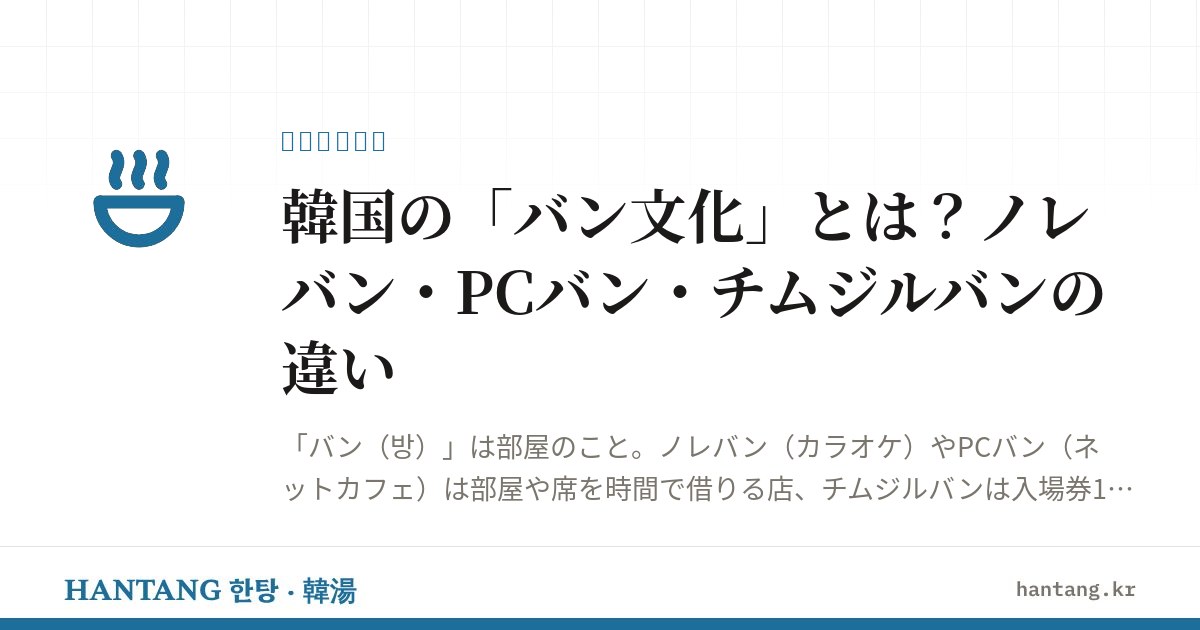 韓国の「バン文化」とは？ノレ
バン・PCバン・チムジルバンの
違い
「バン（방）」は部屋のこと。ノレバン（カラオケ）やPCバン（ネ
ットカフェ）は部屋や席を時間で借りる店、チムジルバンは入場券1…
HANTANG 한탕 · 韓湯
hantang.kr